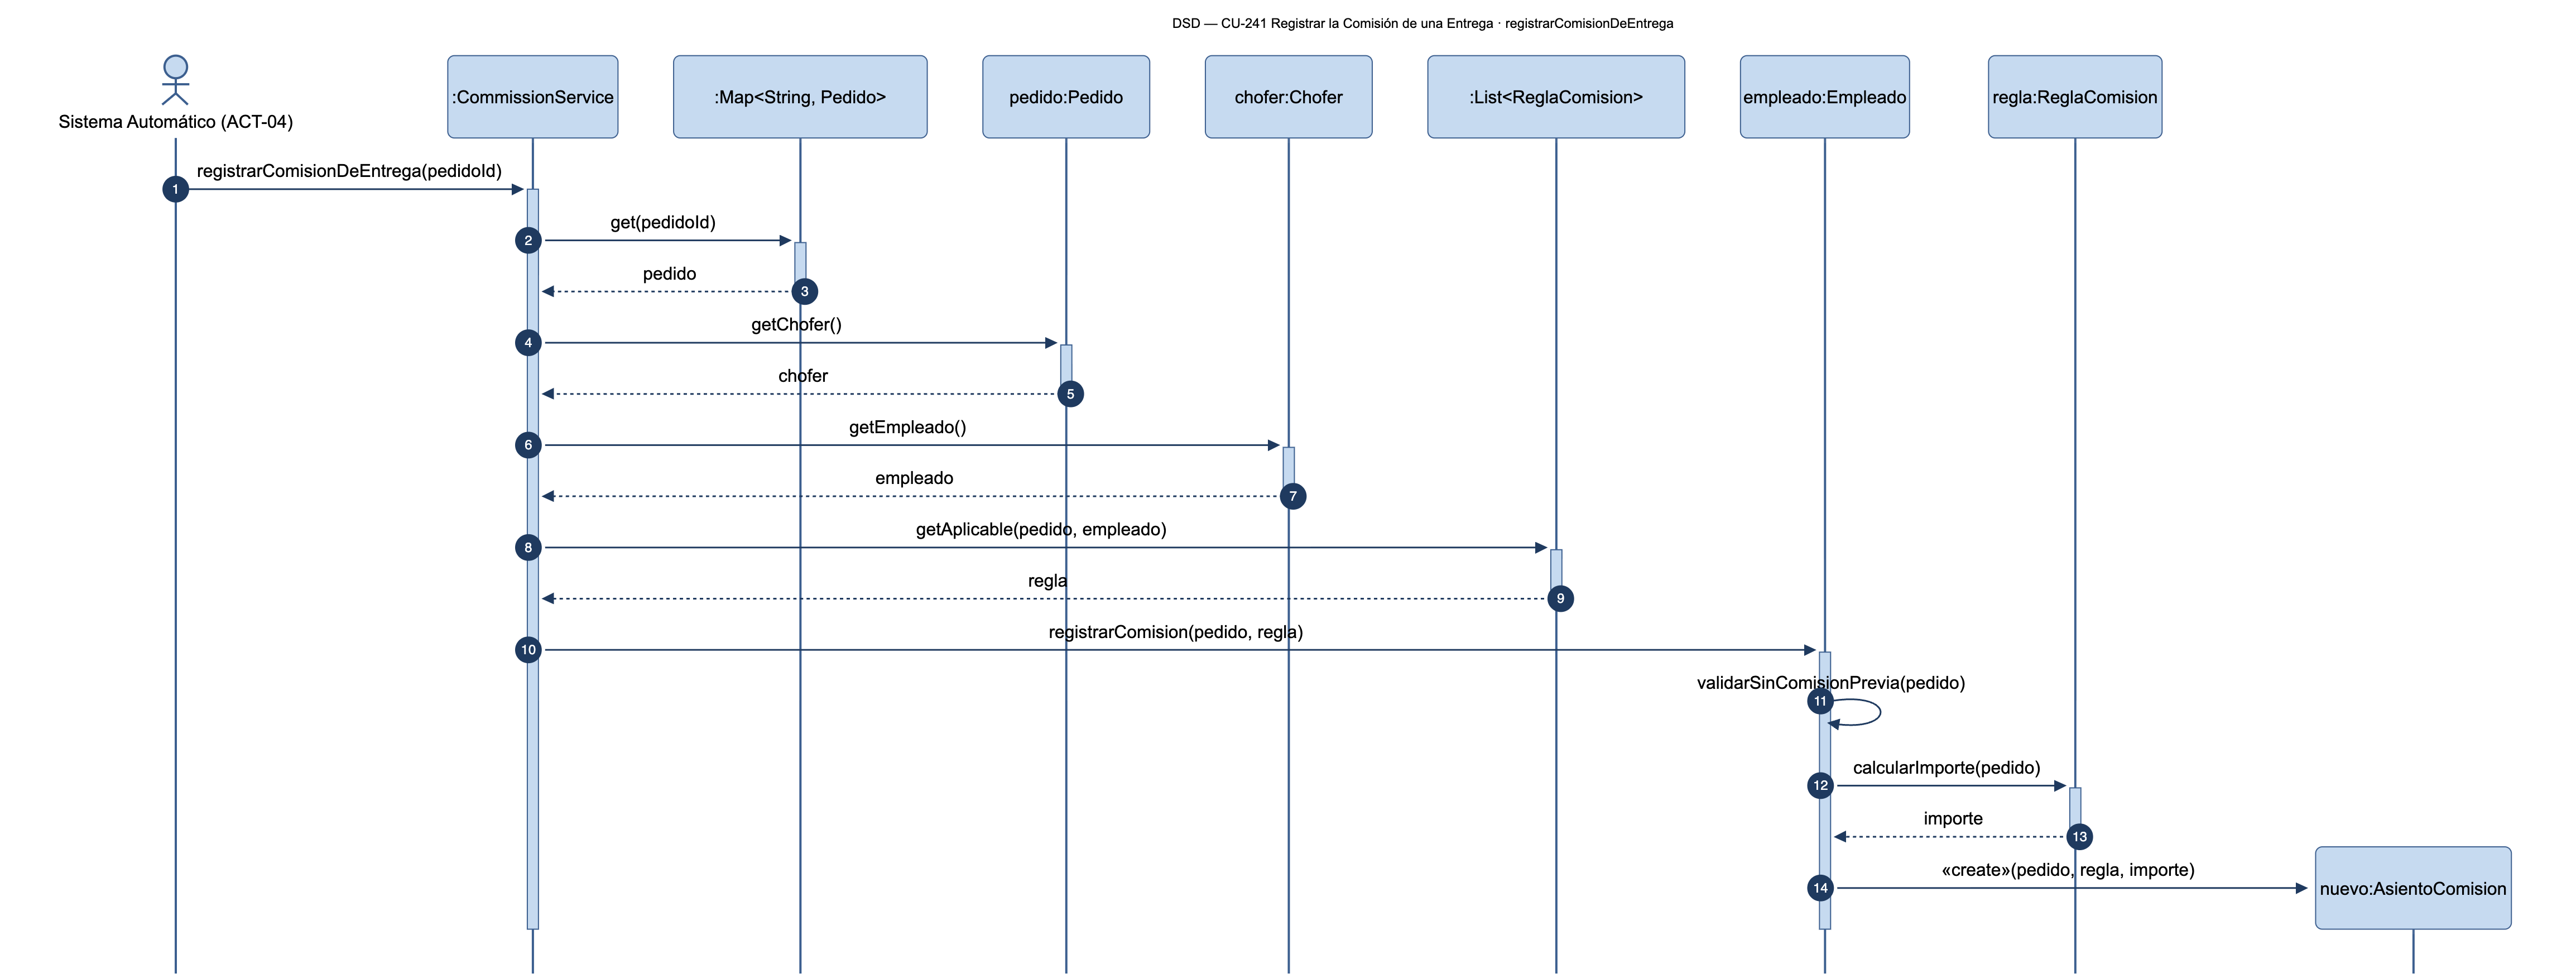 DSD — CU-241 Registrar la Comisión de una Entrega · registrarComisionDeEntrega
Sistema Automático (ACT-04)
:CommissionService
:Map<String, Pedido>
pedido:Pedido
chofer:Chofer
:List<ReglaComision>
empleado:Empleado
regla:ReglaComision
1 registrarComisionDeEntrega(pedidoId)
2 get(pedidoId)
pedido 3
4 getChofer()
chofer 5
6 getEmpleado()
empleado 7
8 getAplicable(pedido, empleado)
regla 9
10 registrarComision(pedido, regla)
11 validarSinComisionPrevia(pedido)
12 calcularImporte(pedido)
importe 13
14 «create»(pedido, regla, importe)
nuevo:AsientoComision